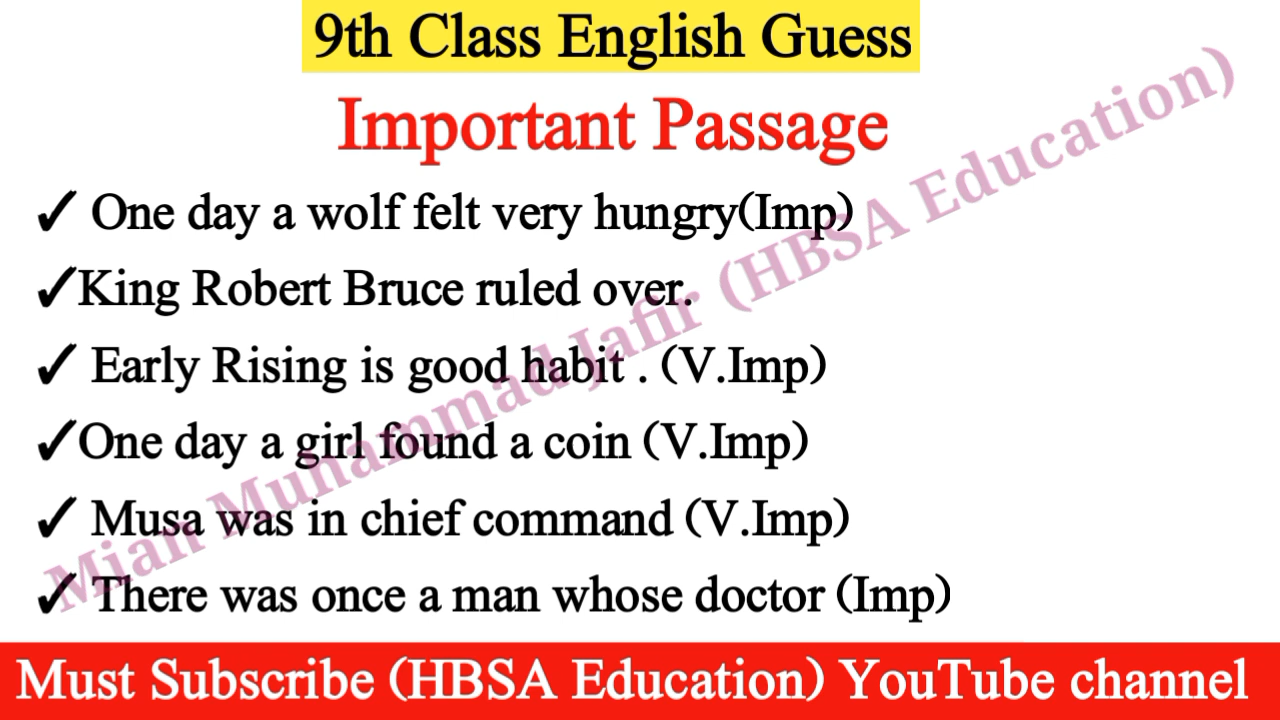 9th Class English Guess
Important Passage
✓ One day a wolf felt very hungry(Imp)
✓King Robert Bruce ruled over.
✓ Early Rising is good habit . (V.Imp)
✓One day a girl found a coin (V.Imp)
✓ Musa was in chief command (V.Imp)
✓ There was once a man whose doctor (Imp)
Mian Muhammad Jafir (HBSA Education)
Must Subscribe (HBSA Education) YouTube channel